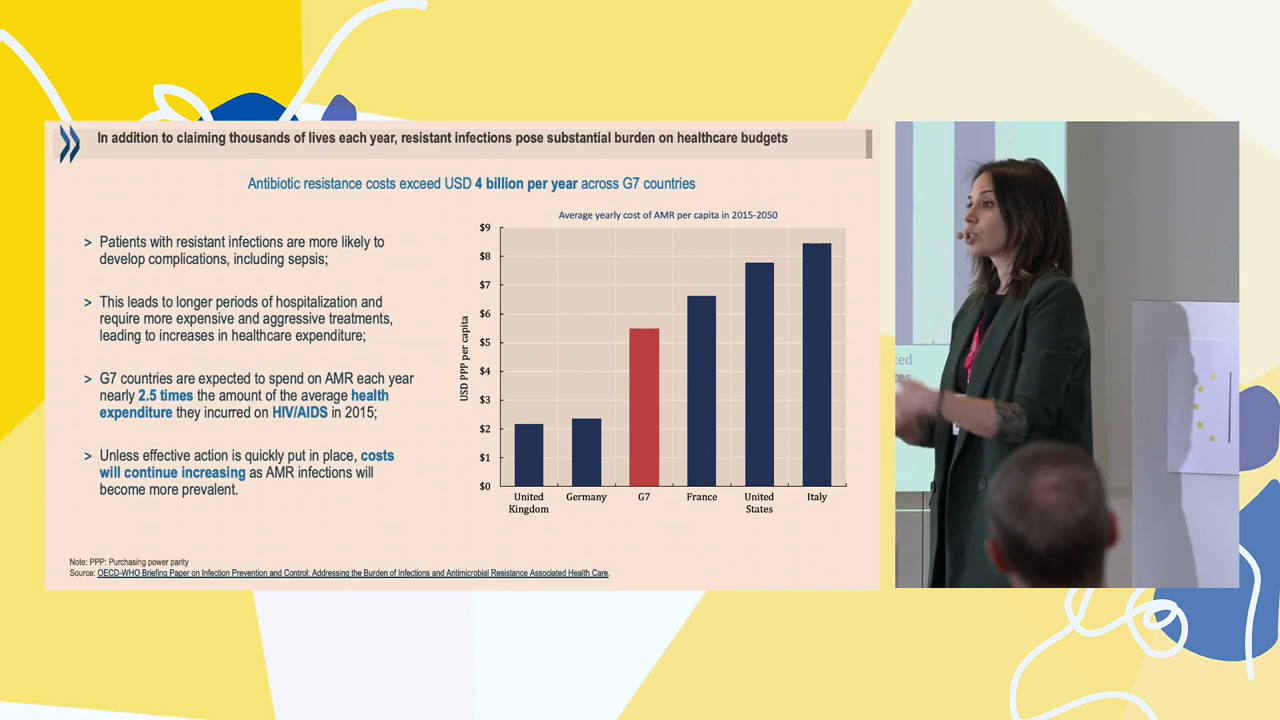 In addition to claiming thousands of lives each year, resistant infections pose substantial burden on healthcare budgets
Antibiotic resistance costs exceed USD 4 billion per year across G7 countries
> Patients with resistant infections are more likely to
develop complications, including sepsis;
> This leads to longer periods of hospitalization and
require more expensive and aggressive treatments,
leading to increases in healthcare expenditure;
> G7 countries are expected to spend on AMR each year
nearly 2.5 times the amount of the average health
expenditure they incurred on HIV/AIDS in 2015;
> Unless effective action is quickly put in place, costs
will continue increasing as AMR infections will
become more prevalent.
Average yearly cost of AMR per capita in 2015-2050
USD PPP per capita
$9
$8
$7
$6
$5
$4
$3
$2
$1
$0
United
Kingdom
Germany
G7
France
United
States
Italy
Note: PPP: Purchasing power parity
Source: OECD-WHO Briefing Paper on Infection Prevention and Control: Addressing the Burden of Infections and Antimicrobial Resistance Associated Health Care.